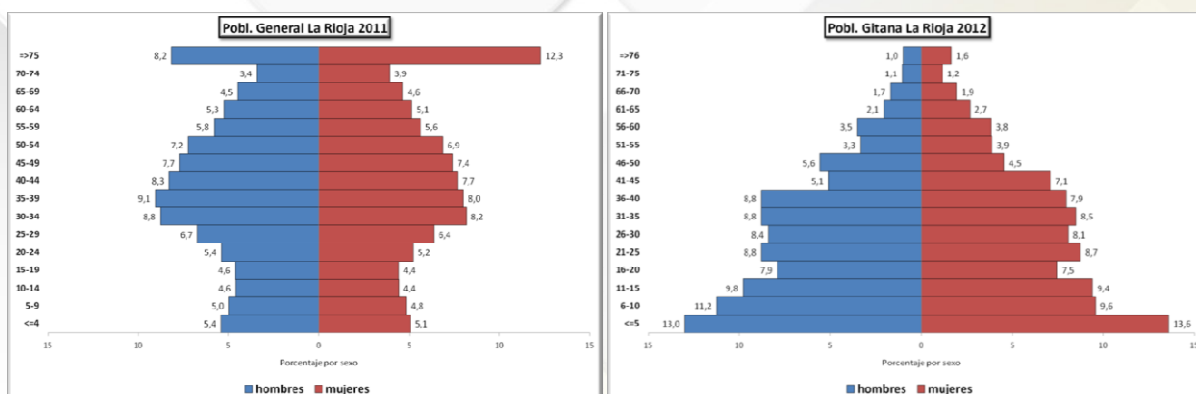 Pobl. General La Rioja 2011
=>75 8,2 12,3
70-74 3,4 3,9
65-69 4,5 4,6
60-64 5,3 5,1
55-59 5,8 5,6
50-54 7,2 6,9
45-49 7,7 7,4
40-44 8,3 7,7
35-39 9,1 8,0
30-34 8,8 8,2
25-29 6,7 6,4
20-24 5,4 5,2
15-19 4,6 4,4
10-14 4,6 4,4
5-9 5,0 4,8
<=4 5,4 5,1
15 10 5 0 5 10 15
Porcentaje por sexo
hombres mujeres
Pobl. Gitana La Rioja 2012
=>76 1,0 1,6
71-75 1,1 1,2
66-70 1,7 1,9
61-65 2,1 2,7
56-60 3,5 3,8
51-55 3,3 3,9
46-50 5,6 4,5
41-45 5,1 7,1
36-40 8,8 7,9
31-35 8,8
26-30 8,4 8,1
21-25 8,8 8,7
16-20 7,9 7,5
11-15 9,8 9,4
6-10 11,2 9,6
<=5 13,0 13,6
15 10 5 0 5 10 15
Porcentaje por sexo
hombres mujeres